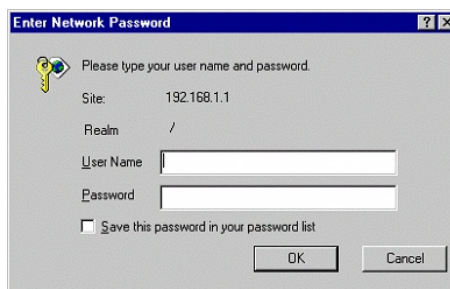 Enter Network Password
Please type your user name and password.
Site: 192.168.1.1
Realm /
User Name
Password
Save this password in your password list
OK Cancel